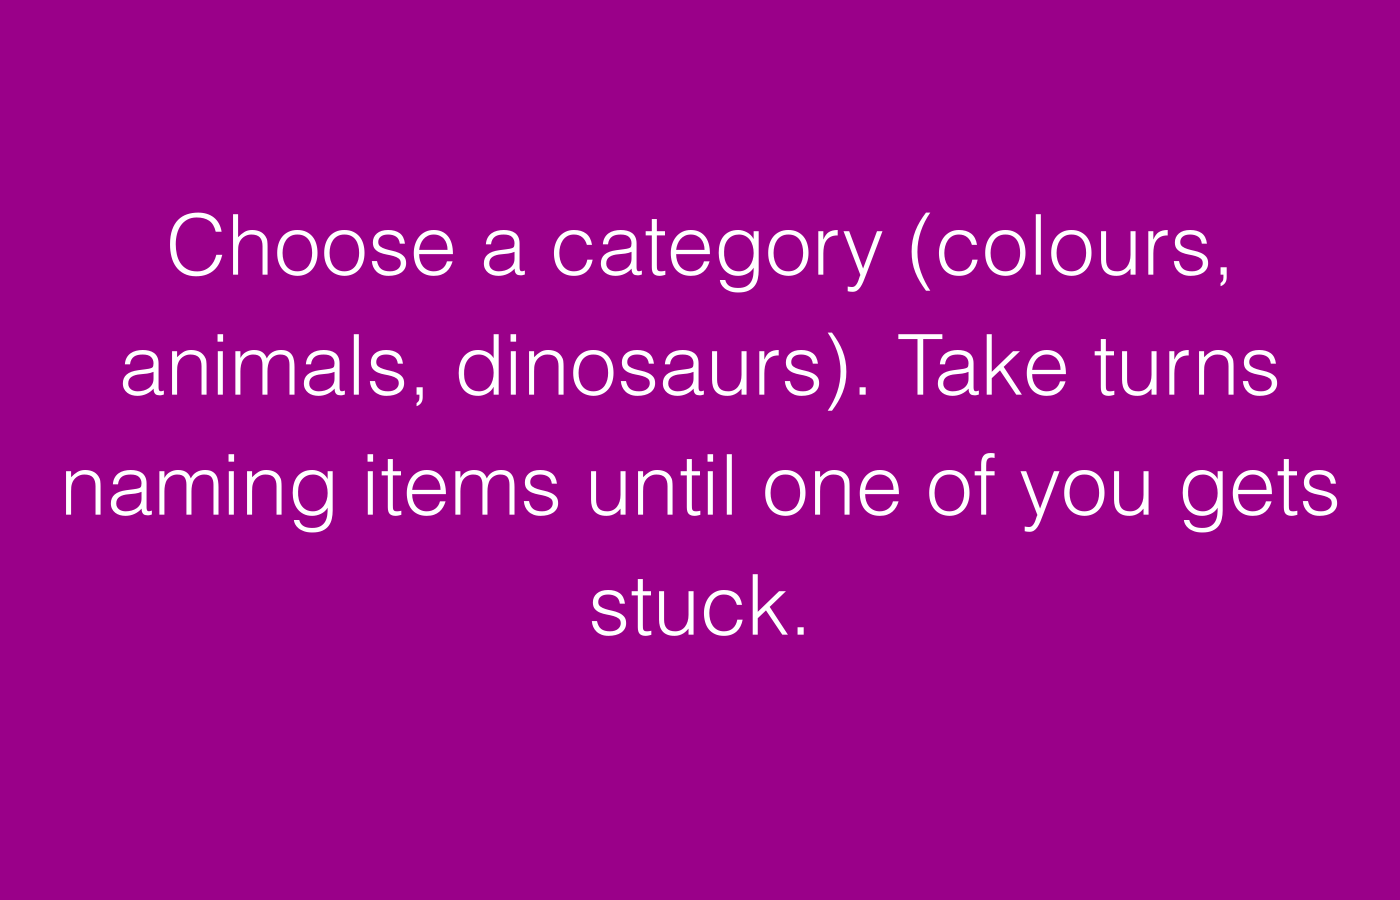 Choose a category (colours,
animals, dinosaurs). Take turns
naming items until one of you gets
stuck.